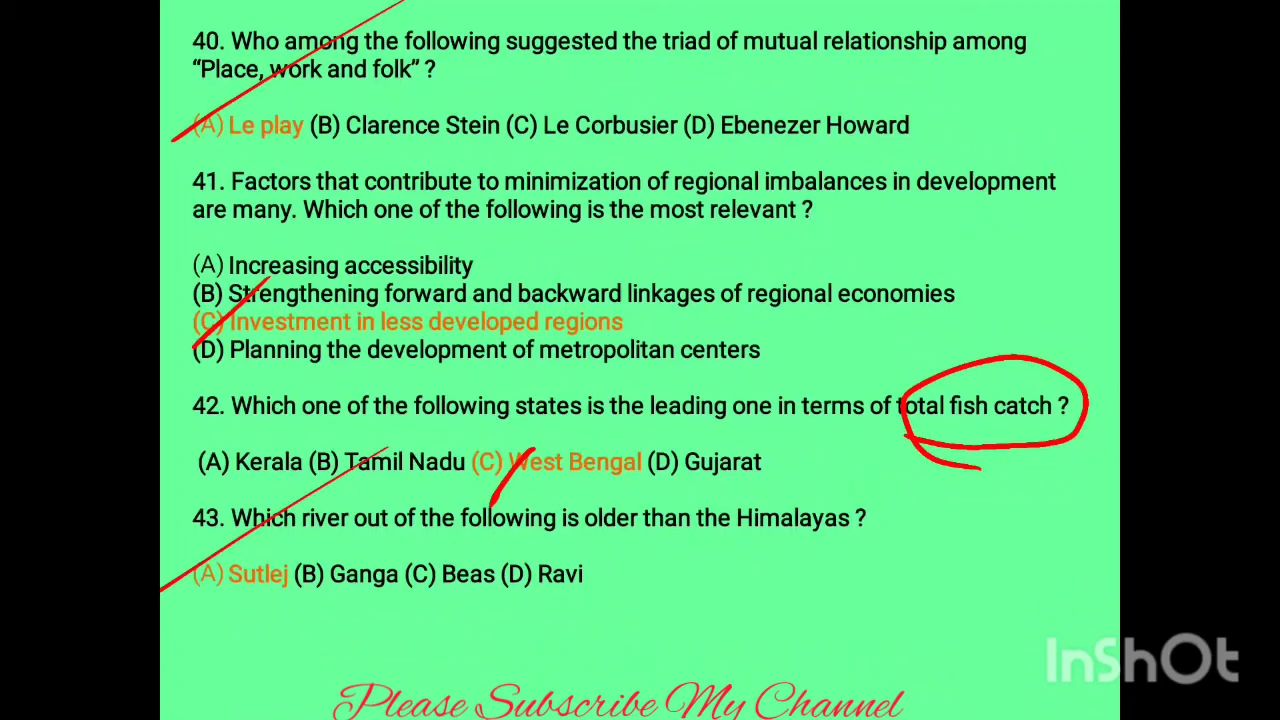 40. Who among the following suggested the triad of mutual relationship among
“Place, work and folk” ?
(A) Le play (B) Clarence Stein (C) Le Corbusier (D) Ebenezer Howard
41. Factors that contribute to minimization of regional imbalances in development
are many. Which one of the following is the most relevant ?
(A) Increasing accessibility
(B) Strengthening forward and backward linkages of regional economies
(C) Investment in less developed regions
(D) Planning the development of metropolitan centers
42. Which one of the following states is the leading one in terms of total fish catch ?
(A) Kerala (B) Tamil Nadu (C) West Bengal (D) Gujarat
43. Which river out of the following is older than the Himalayas ?
(A) Sutlej (B) Ganga (C) Beas (D) Ravi
InShOt
Please Subscribe My Channel